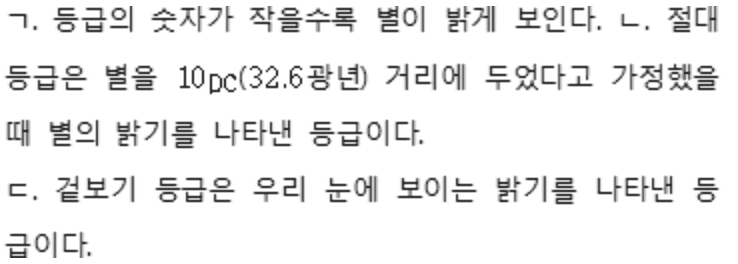 ㄱ. 등급의 숫자가 작을수록 별이 밝게 보인다. ㄴ. 절대
등급은 별을 10pc(32.6광년) 거리에 두었다고 가정했을
때 별의 밝기를 나타낸 등급이다.
ㄷ. 겉보기 등급은 우리 눈에 보이는 밝기를 나타낸 등
급이다.